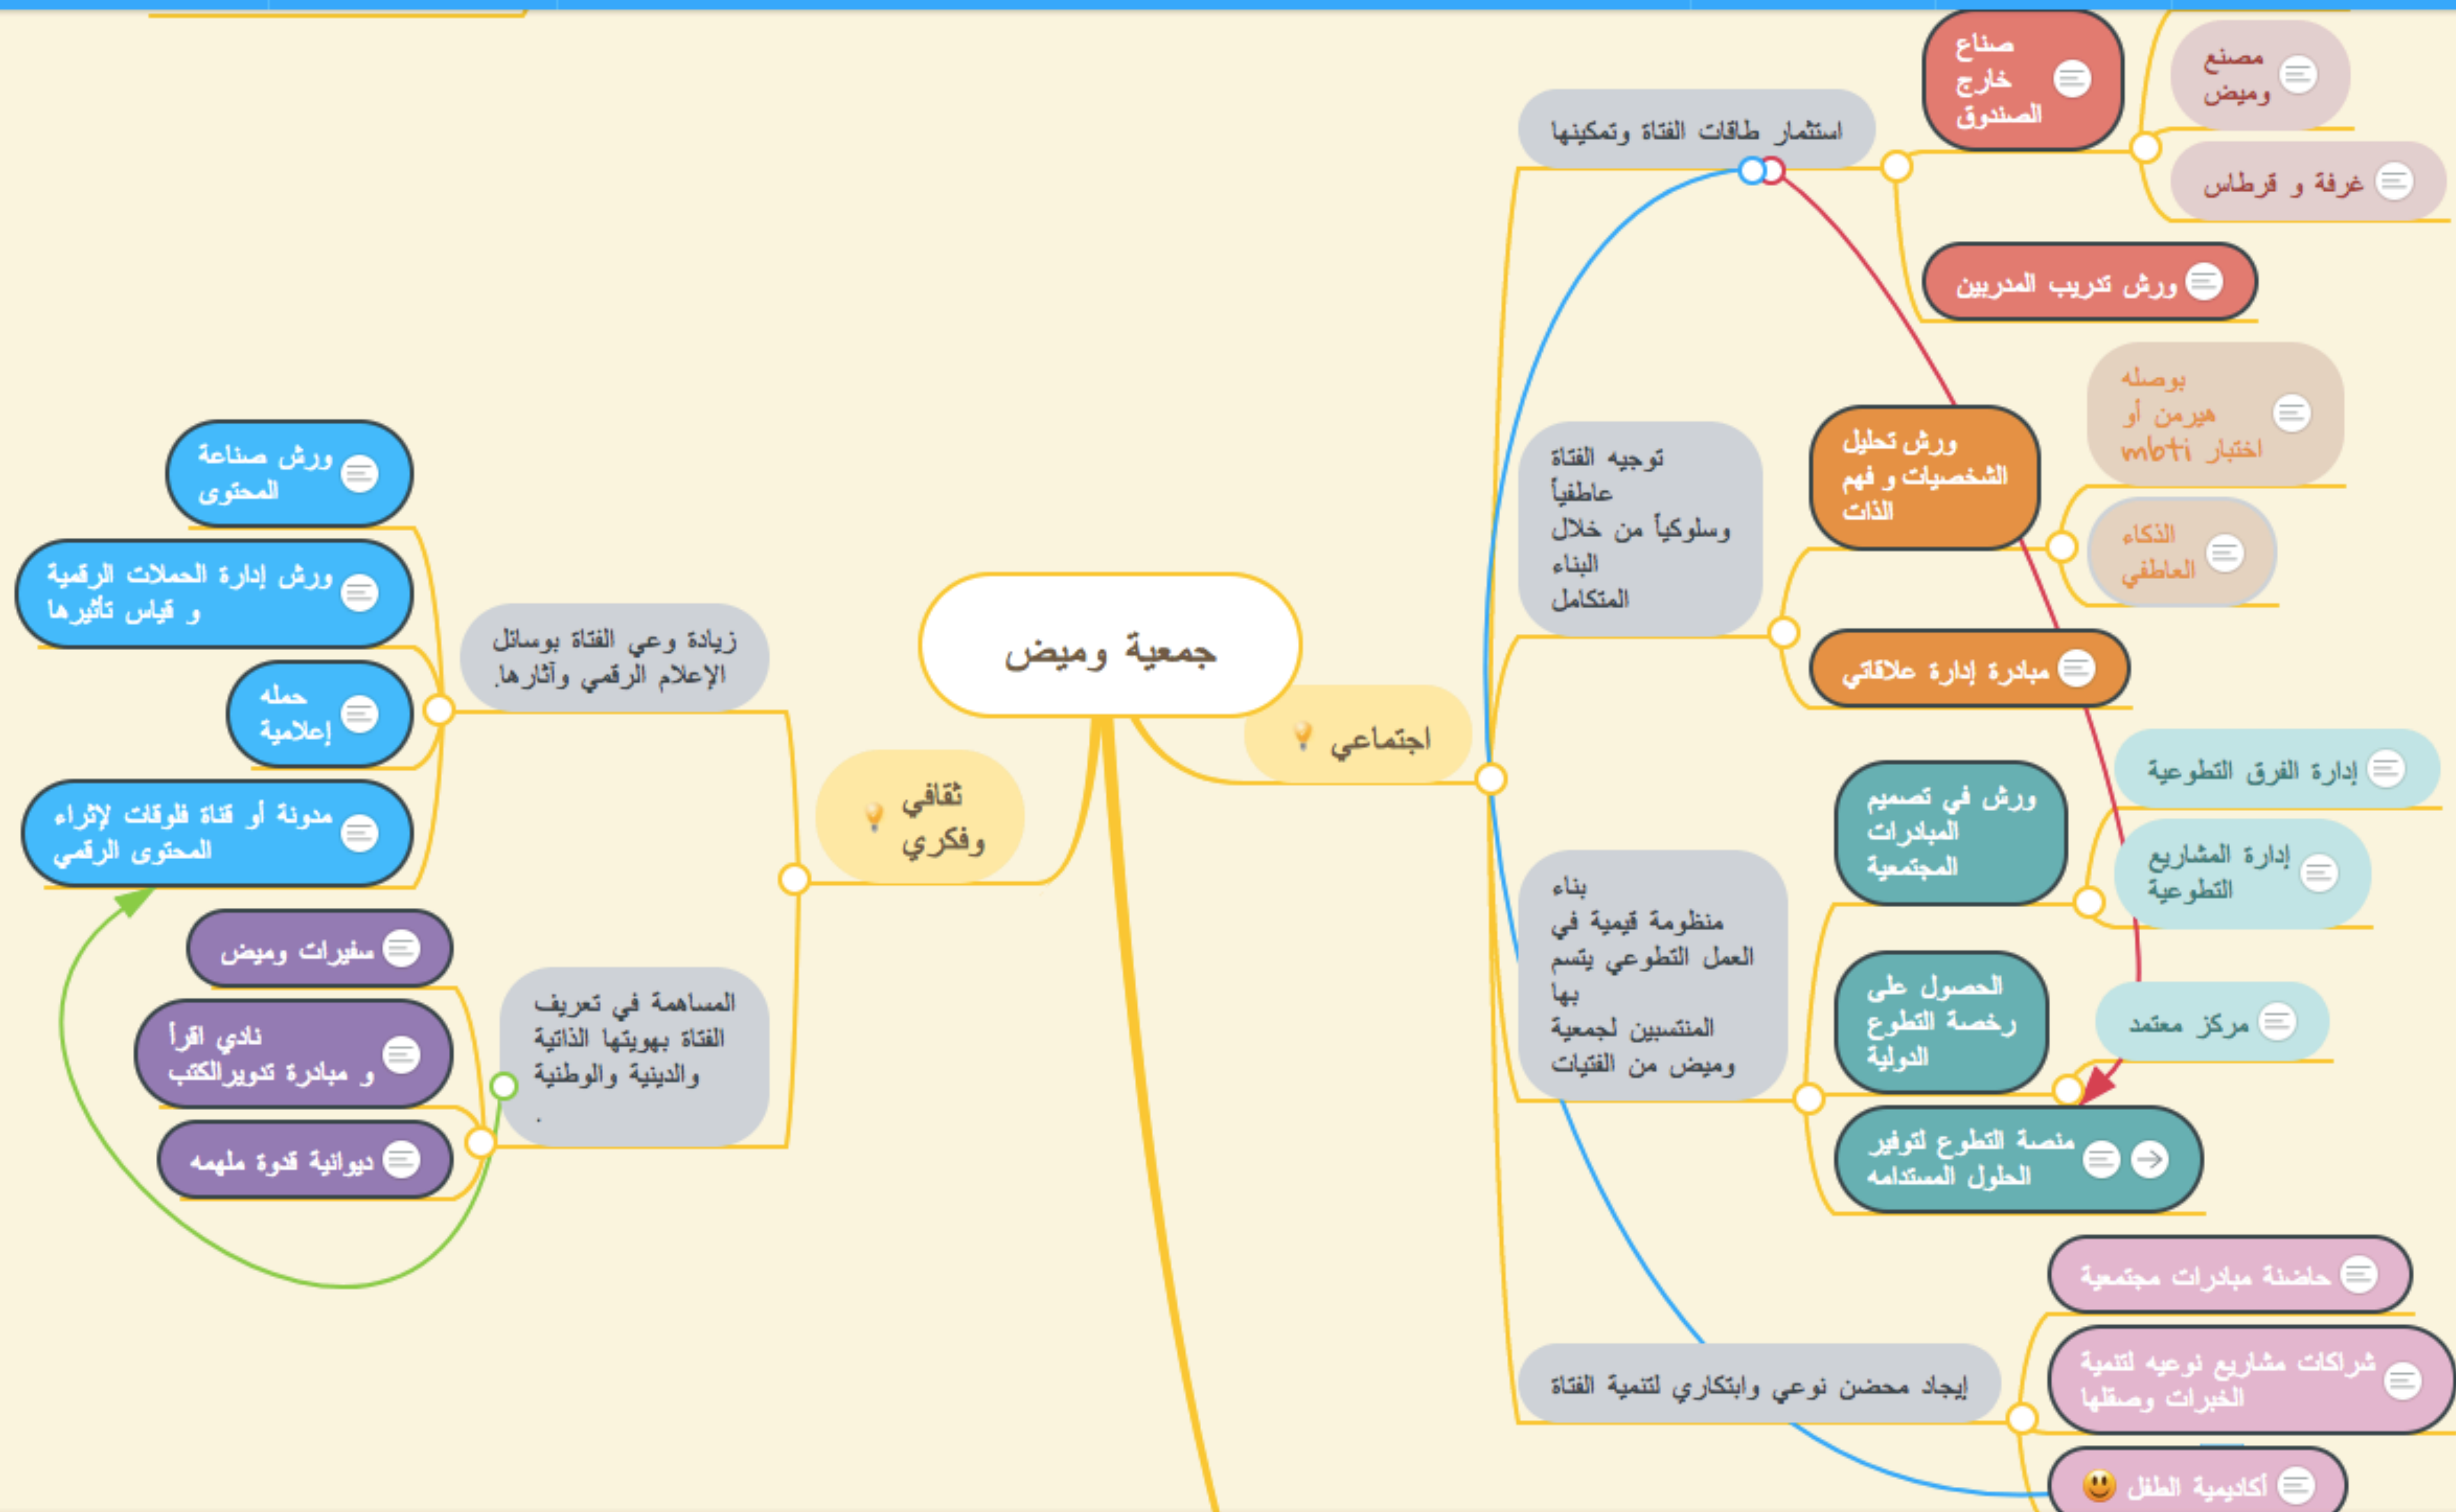 جمعية وميض
اجتماعي
استثمار طاقات الفتاة وتمكينها
صناع
خارج
الصندوق
مصنع
وميض
غرفة و قرطاس
ورش تدريب المدربين
توجيه الفتاة
عاطفياً
وسلوكياً من خلال
البناء
المتكامل
ورش تحليل
الشخصيات و فهم
الذات
بوصله
هيرمن أو
اختبار mbti
الذكاء
العاطفي
مبادرة إدارة علاقاتي
بناء
منظومة قيمية في
العمل التطوعي يتسم
بها
المنتسبين لجمعية
وميض من الفتيات
ورش في تصميم
المبادرات
المجتمعية
إدارة الفرق التطوعية
إدارة المشاريع
التطوعية
الحصول على
رخصة التطوع
الدولية
مركز معتمد
منصة التطوع لتوفير
الحلول المستدامه
إيجاد محضن نوعي وابتكاري لتنمية الفتاة
حاضنة مبادرات مجتمعية
شراكات مشاريع نوعيه لتنمية
الخبرات وصقلها
أكاديمية الطفل
ثقافي
وفكري
زيادة وعي الفتاة بوسائل
الإعلام الرقمي وآثارها.
ورش صناعة
المحتوى
ورش إدارة الحملات الرقمية
و قياس تأثيرها
حمله
إعلامية
مدونة أو قناة فلوقات لإثراء
المحتوى الرقمي
المساهمة في تعريف
الفتاة بهويتها الذاتية
والدينية والوطنية
.
سفيرات وميض
نادي اقرأ
و مبادرة تدويرالكتب
ديوانية قدوة ملهمه